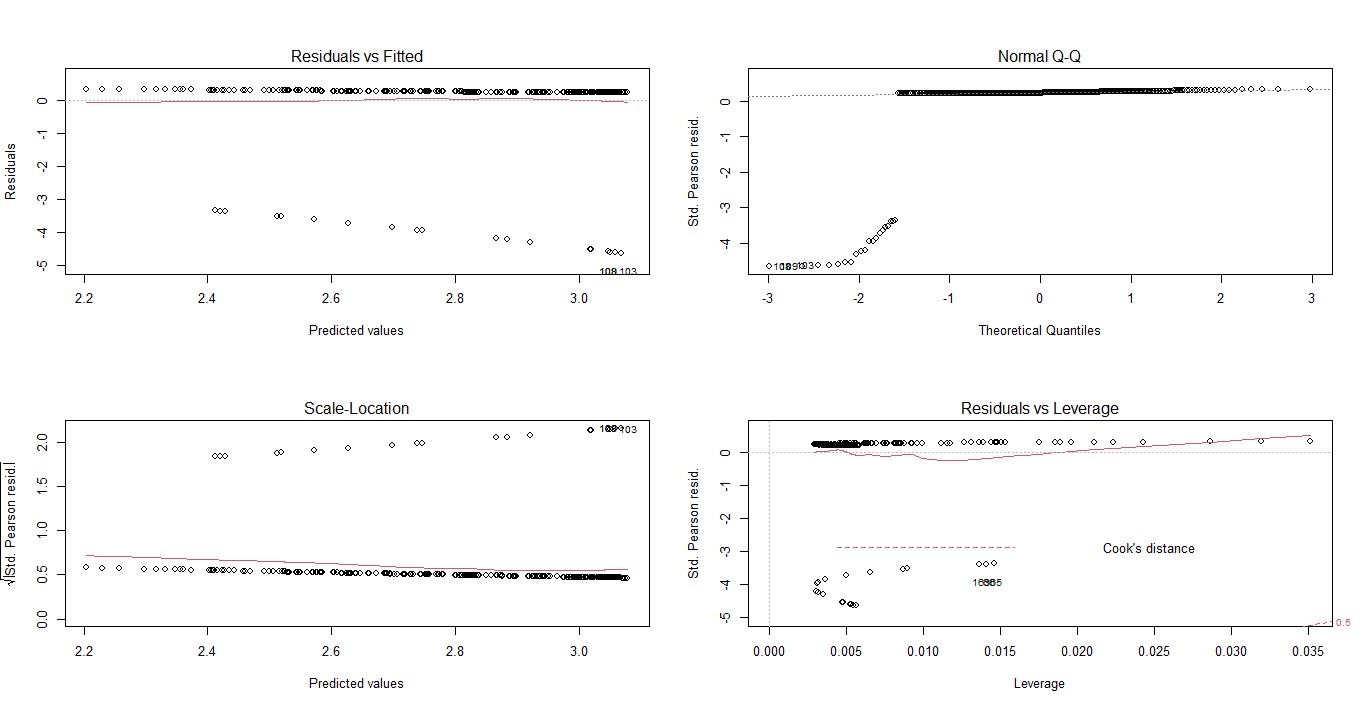 Residuals vs Fitted
Residuals
0
-1
-2
-3
-4
-5
103
2.2 2.4 2.6 2.8 3.0
Predicted values
Normal Q-Q
Std. Pearson resid.
0
-1
-2
-3
-4
103
-3 -2 -1 0 1 2 3
Theoretical Quantiles
Scale-Location
√|Std. Pearson resid.|
2.0
1.5
1.0
0.5
0.0
103
2.2 2.4 2.6 2.8 3.0
Predicted values
Residuals vs Leverage
Std. Pearson resid.
0
-1
-2
-3
-4
-5
Cook's distance
0.5
0.000 0.005 0.010 0.015 0.020 0.025 0.030 0.035
Leverage